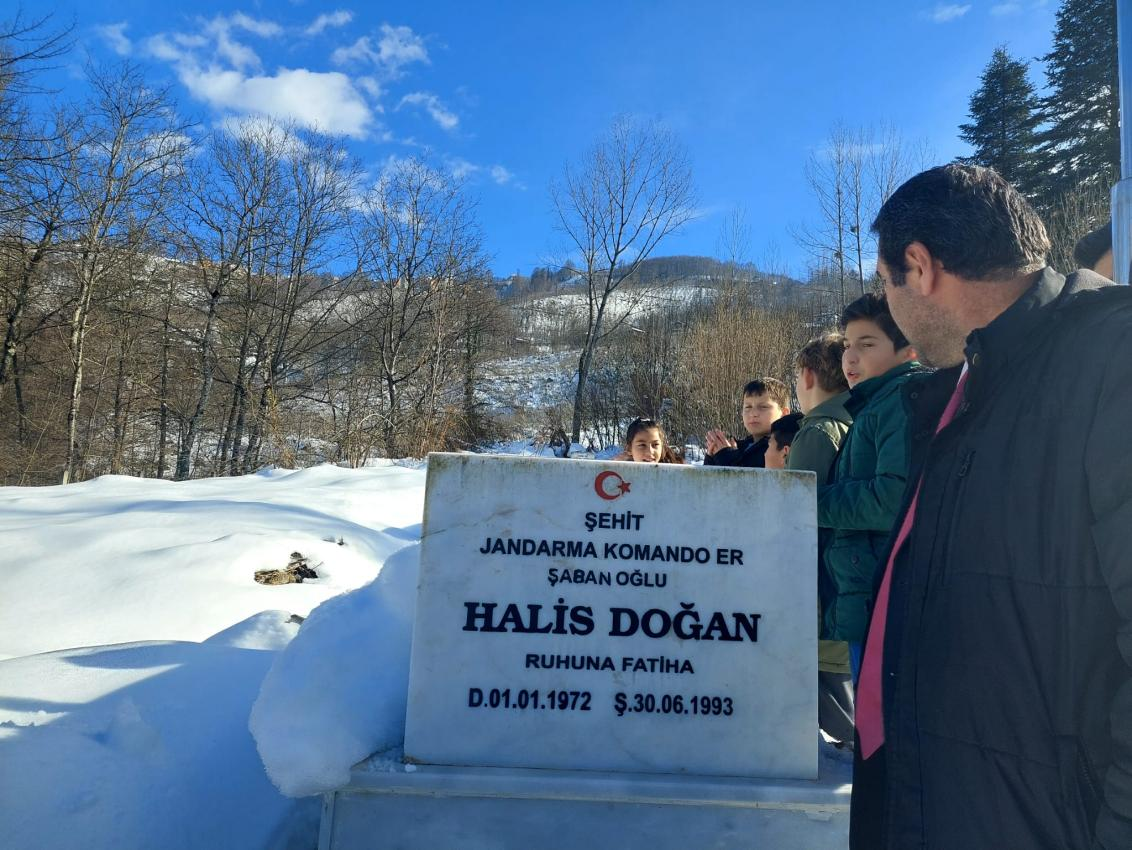 ŞEHİT
JANDARMA KOMANDO ER
ŞABAN OĞLU
HALİS DOĞAN
RUHUNA FATİHA
D.01.01.1972 Ş.30.06.1993